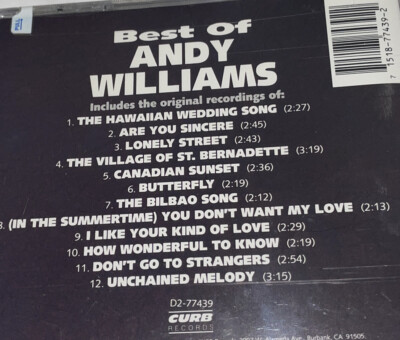 Best Of
ANDY
WILLIAMS
Includes the original recordings of:
1. THE HAWAIIAN WEDDING SONG (2:27)
2. ARE YOU SINCERE (2:45)
3. LONELY STREET (2:43)
4. THE VILLAGE OF ST. BERNADETTE (3:19)
5. CANADIAN SUNSET (2:36)
6. BUTTERFLY (2:19)
7. THE BILBAO SONG (2:12)
8. (IN THE SUMMERTIME) YOU DON'T WANT MY LOVE (2:13)
9. I LIKE YOUR KIND OF LOVE (2:29)
10. HOW WONDERFUL TO KNOW (2:19)
11. DON'T GO TO STRANGERS (2:54)
12. UNCHAINED MELODY (3:15)
D2-77439
CURB
RECORDS
Burbank, CA 91505.
7 15187-77439-2